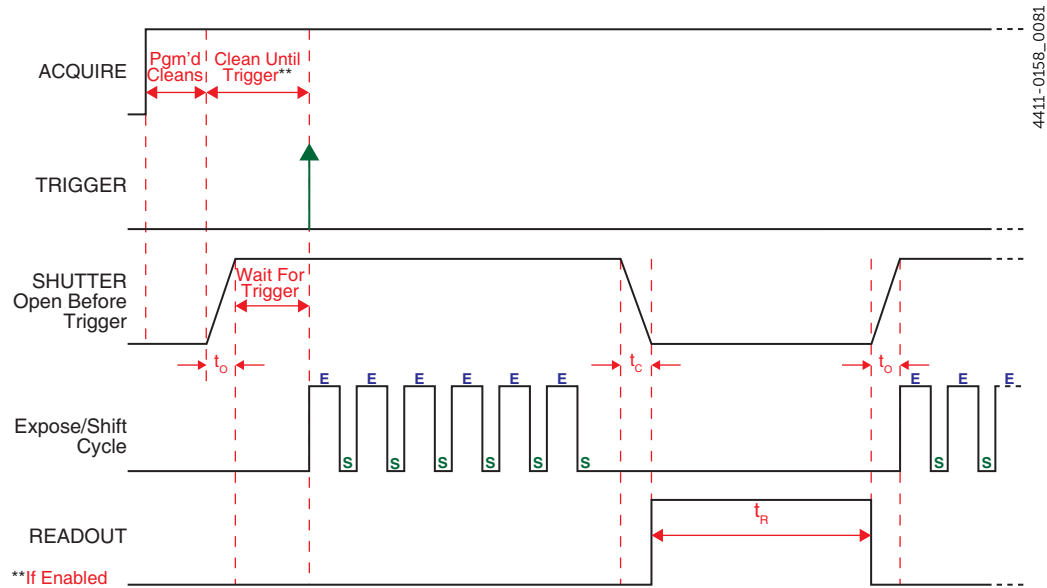 4411-0158_0081
ACQUIRE
Pgm'd
Cleans
Clean Until
Trigger**
TRIGGER
SHUTTER
Open Before
Trigger
Wait For
Trigger
tO
tC
tO
Expose/Shift
Cycle
E E E E E E E E E
S S S S S S S S
READOUT
tR
**If Enabled